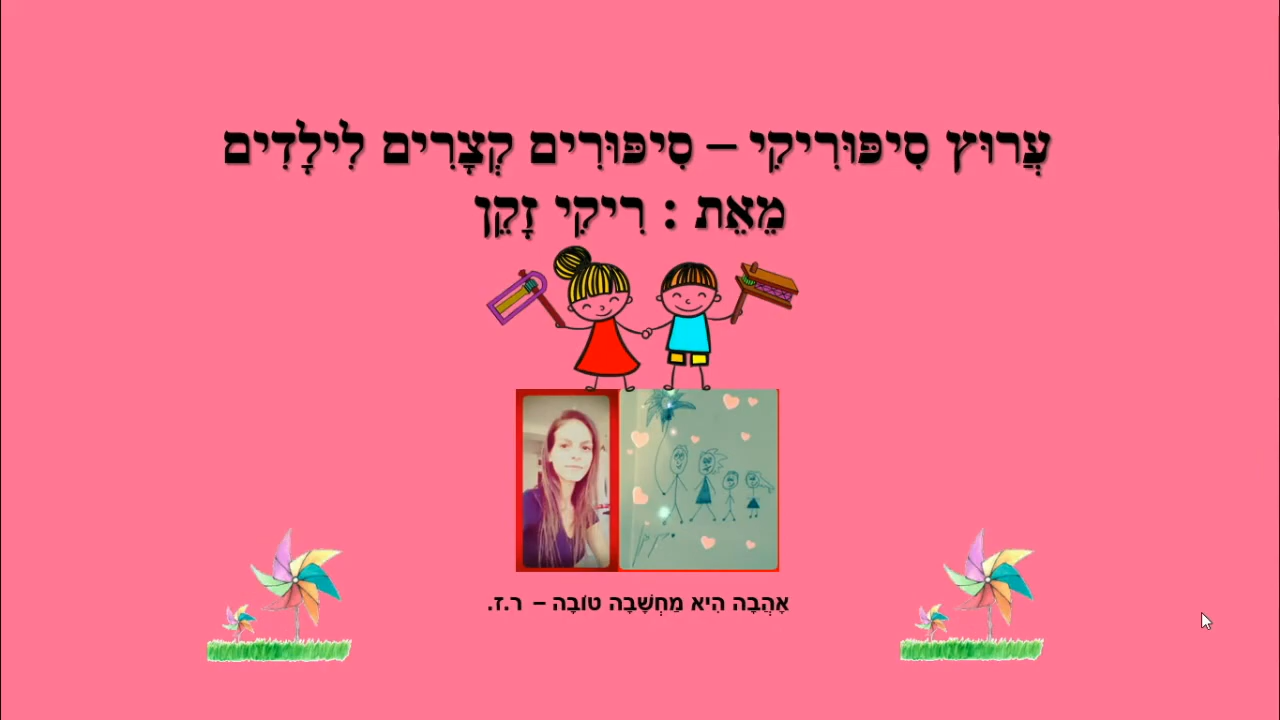 עֲרוּץ סִיפּוּרִיקִי – סִיפּוּרִים קְצָרִים לִילָדִים
מֵאֵת : רִיקִי זָקֵן
אָהֲבָה הִיא מַחְשָׁבָה טוֹבָה – ר.ז.